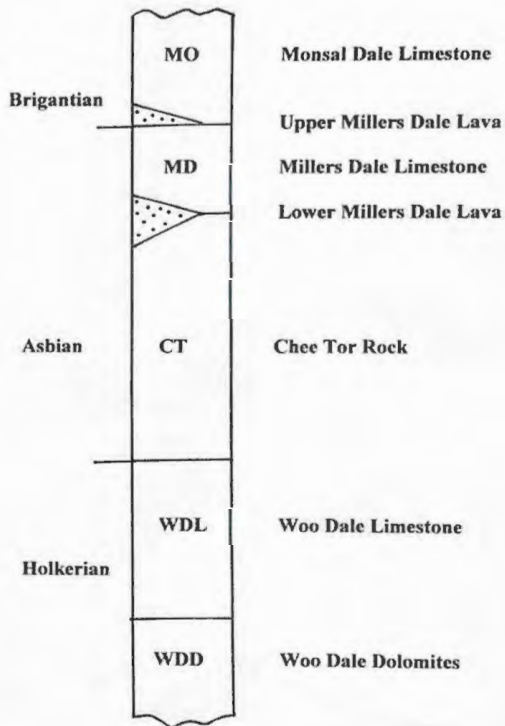 MO Monsal Dale Limestone
Brigantian
Upper Millers Dale Lava
MD Millers Dale Limestone
Lower Millers Dale Lava
Asbian CT Chee Tor Rock
WDL Woo Dale Limestone
Holkerian
WDD Woo Dale Dolomites